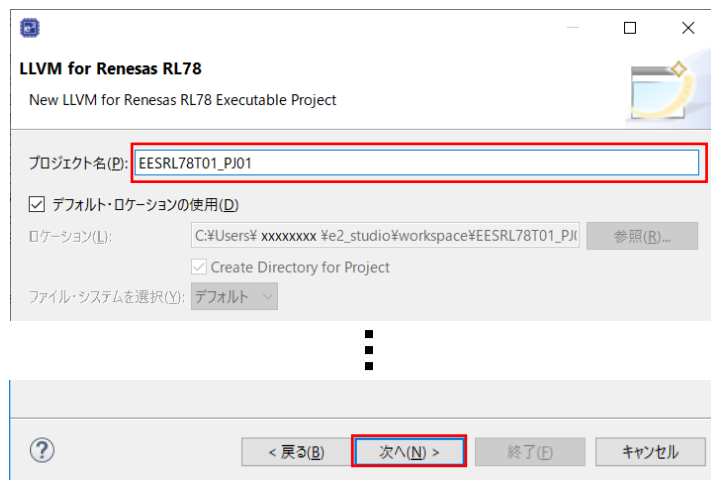 LLVM for Renesas RL78
New LLVM for Renesas RL78 Executable Project
プロジェクト名(P): EESRL78T01_PJ01
デフォルト・ロケーションの使用(D)
ロケーション(L): C:¥Users¥ xxxxxxxx ¥e2_studio¥workspace¥EESRL78T01_PJ( 参照(R)...
Create Directory for Project
ファイル・システムを選択(Y): デフォルト
? < 戻る(B) 次へ(N) > 終了(F) キャンセル